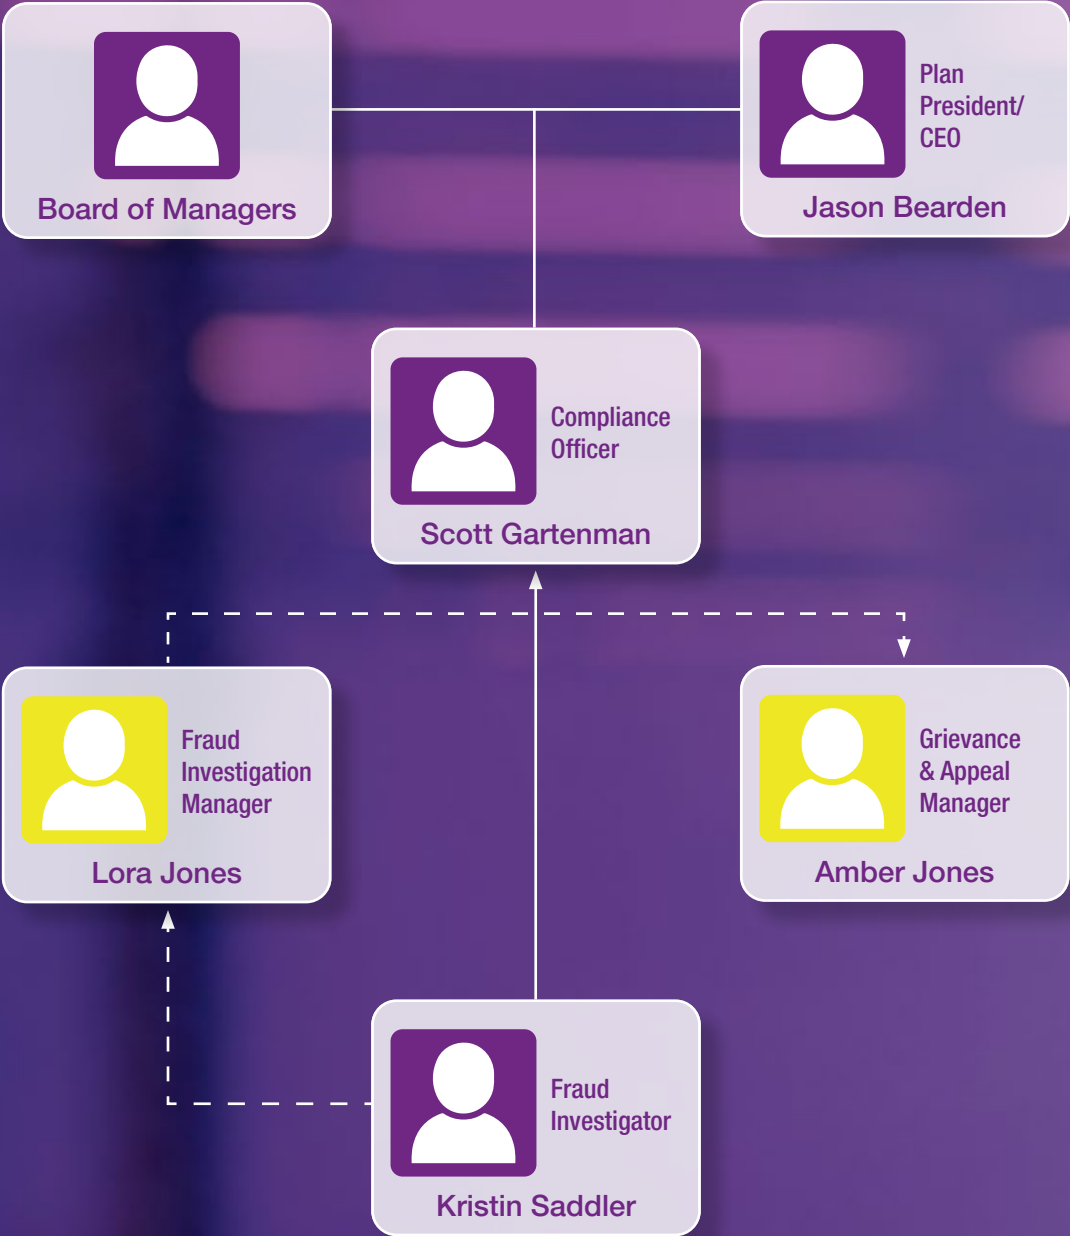 Board of Managers
Plan
President/
CEO
Jason Bearden
Compliance
Officer
Scott Gartenman
Fraud
Investigation
Manager
Lora Jones
Grievance
& Appeal
Manager
Amber Jones
Fraud
Investigator
Kristin Saddler